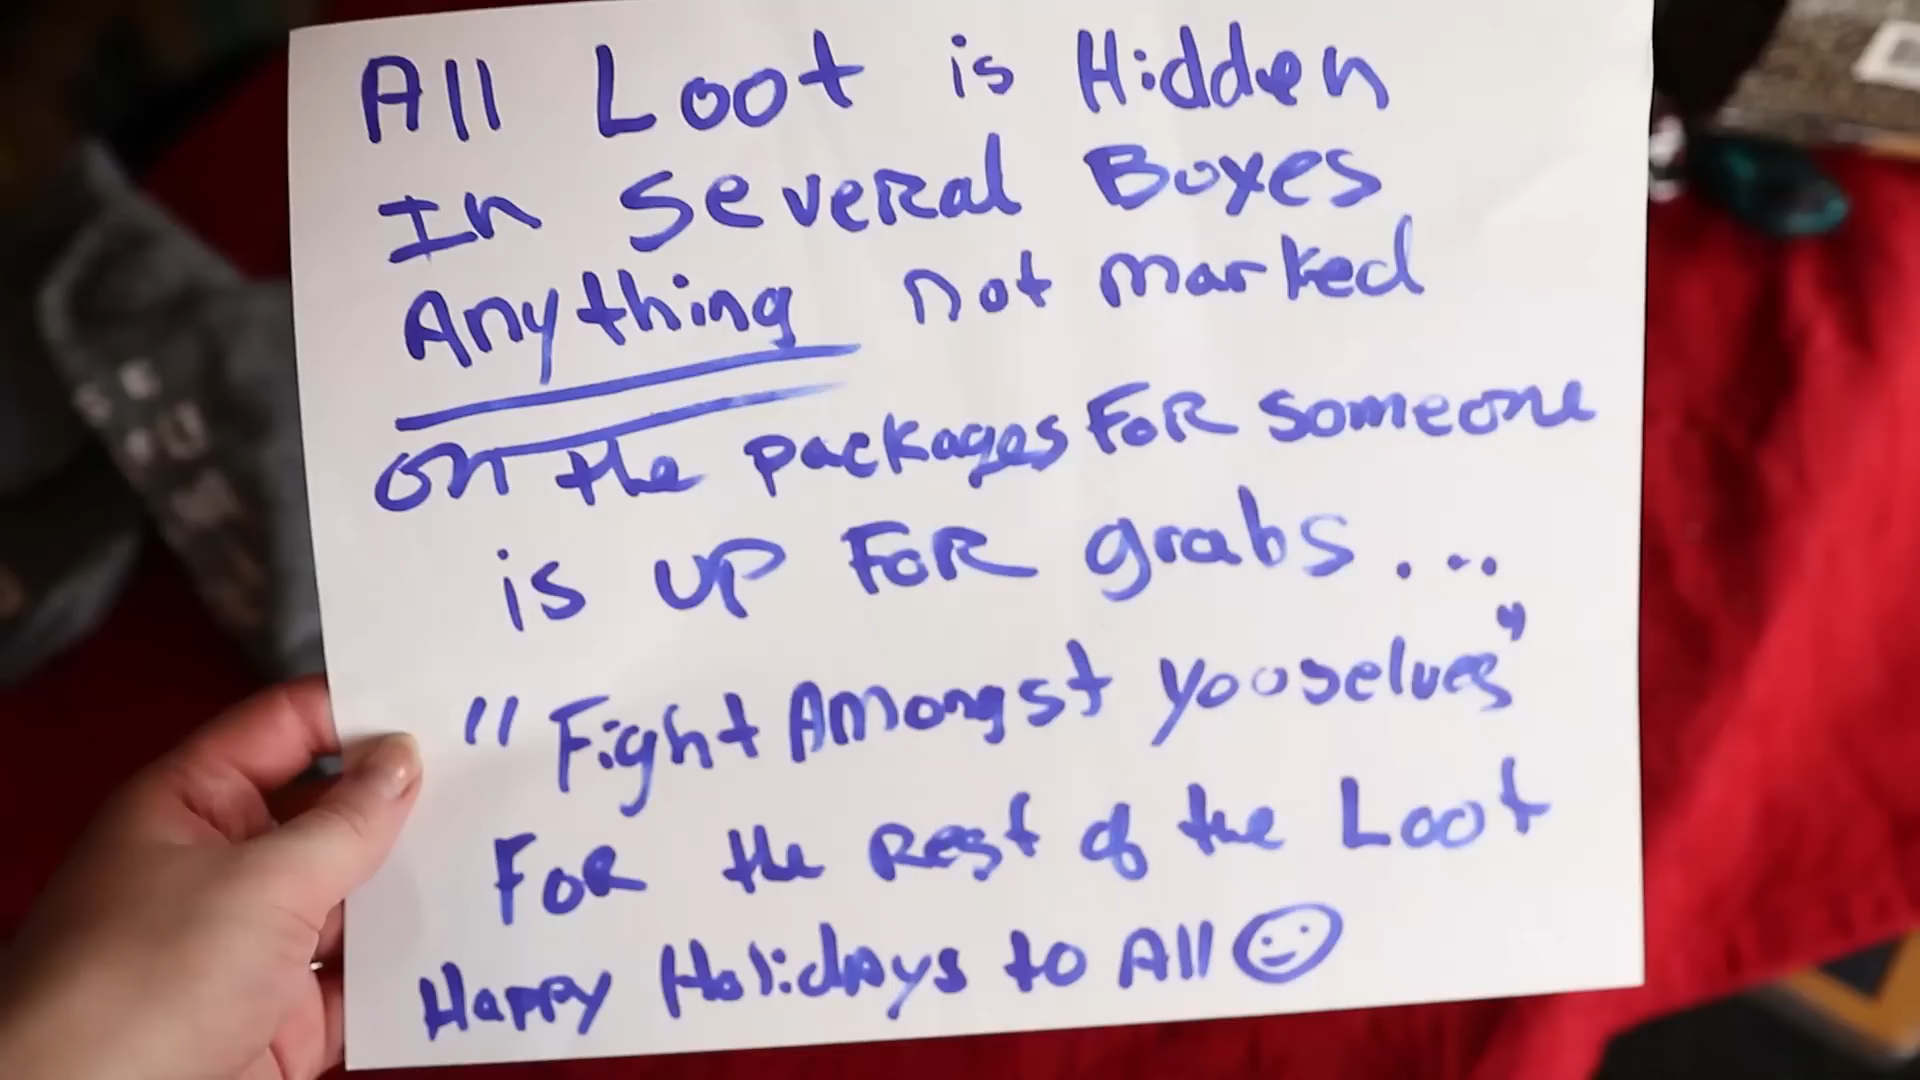 All Loot is Hidden
In several Boxes
Anything not marked
on the packages FOR someone
is UP FOR grabs...
"Fight Amongst Yooselves"
FOR the Rest of the Loot
Happy Holidays to All